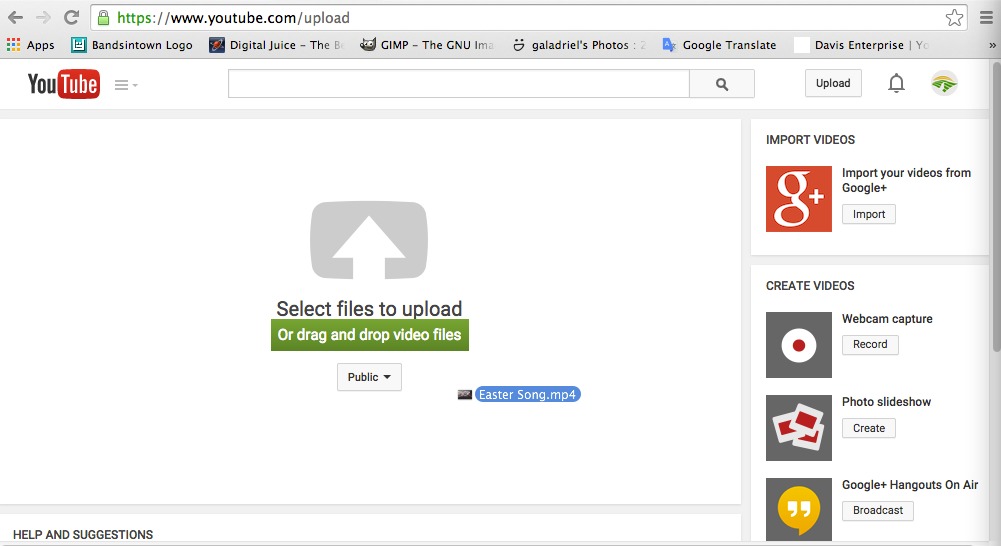 https://www.youtube.com/upload
Apps
Bandsintown Logo
Digital Juice – The B
GIMP – The GNU Ima
galadriel's Photos : 2
Google Translate
Davis Enterprise | Yo
»
YouTube
Upload
Select files to upload
Or drag and drop video files
Public
Easter Song.mp4
HELP AND SUGGESTIONS
IMPORT VIDEOS
g+
Import your videos from
Google+
Import
CREATE VIDEOS
Webcam capture
Record
Photo slideshow
Create
Google+ Hangouts On Air
Broadcast